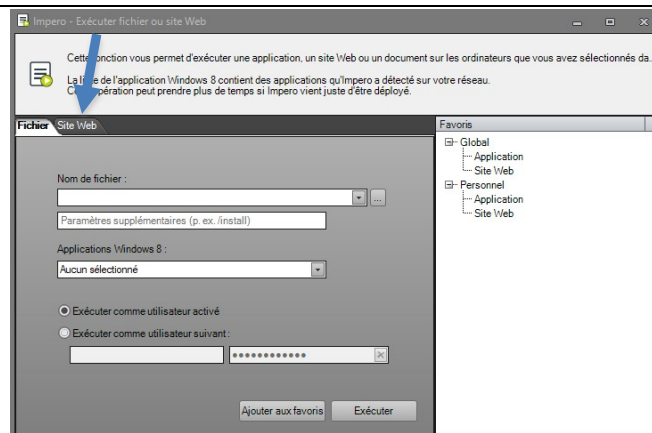 Impero - Exécuter fichier ou site Web
Cette fonction vous permet d'exécuter une application, un site Web ou un document sur les ordinateurs que vous avez sélectionnés da.
La liste de l'application Windows 8 contient des applications qu'Impero a détecté sur votre réseau.
opération peut prendre plus de temps si Impero vient juste d'être déployé.
Fichier Site Web
Favoris
Global
Application
Site Web
Personnel
Application
Site Web
Nom de fichier :
...
Paramètres supplémentaires (p. ex. /install)
Applications Windows 8 :
Aucun sélectionné
Exécuter comme utilisateur activé
Exécuter comme utilisateur suivant :
Ajouter aux favoris Exécuter